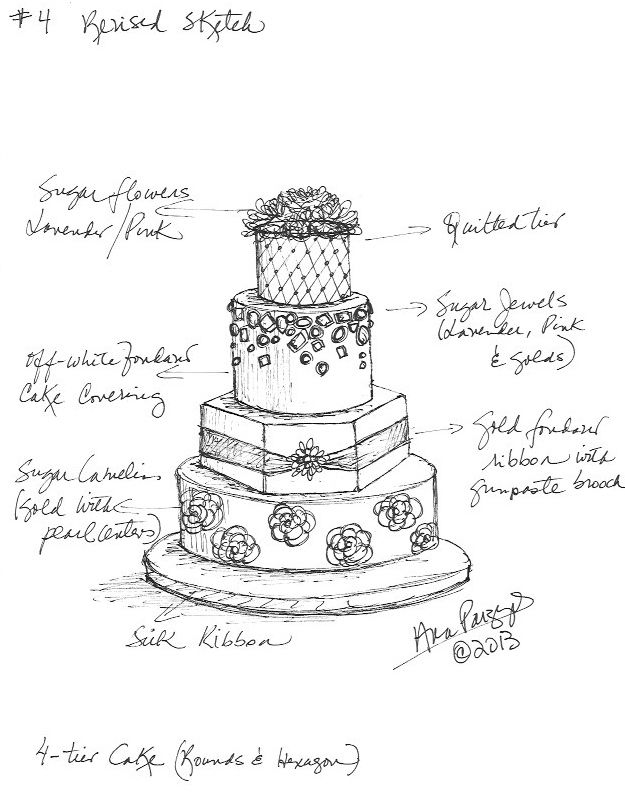 #4 Revised Sketch
Sugar flowers
Lavender/Pink
Quilted tier
Sugar Jewels
(Lavender, Pink
& golds)
Off-white fondant
Cake Covering
Gold fondant
ribbon with
gumpaste brooch
Sugar Camelias
(Gold with
pearl centers)
Silk Ribbon
Ana
©2013
4-tier Cake (Rounds & Hexagon)